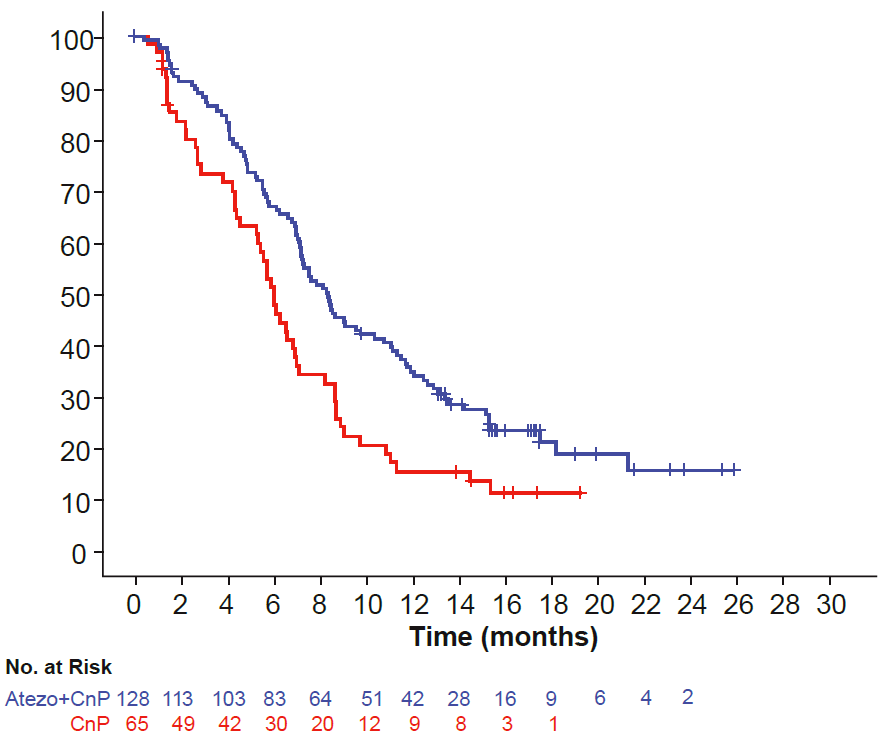 100
90
80
70
60
50
40
30
20
10
0
0 2 4 6 8 10 12 14 16 18 20 22 24 26 28 30
Time (months)
No. at Risk
Atezo+CnP 128 113 103 83 64 51 42 28 16 9 6 4 2
CnP 65 49 42 30 20 12 9 8 3 1